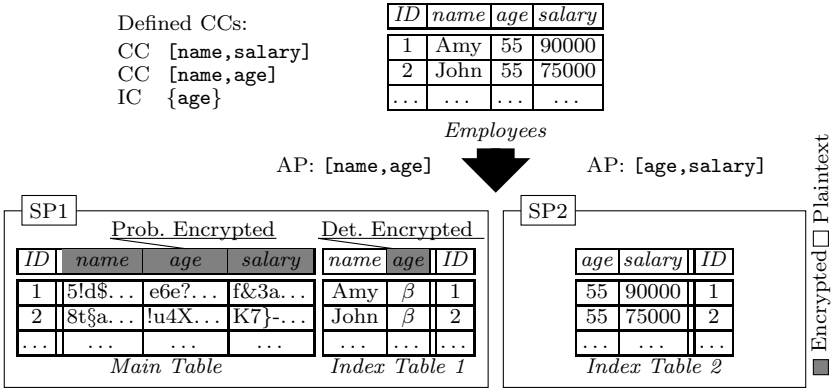 Defined CCs:
CC [name,salary]
CC [name,age]
IC {age}
ID name age salary
1 Amy 55 90000
2 John 55 75000
... ... ... ...
Employees
AP: [name,age]
AP: [age,salary]
SP1
Prob. Encrypted Det. Encrypted
ID name age salary
1 5!d$... e6e?... f&3a...
2 8t§a... !u4X... K7}-...
... ... ... ...
Main Table
name age ID
Amy β 1
John β 2
... ... ...
Index Table 1
SP2
age salary ID
55 90000 1
55 75000 2
... ... ...
Index Table 2
Encrypted Plaintext